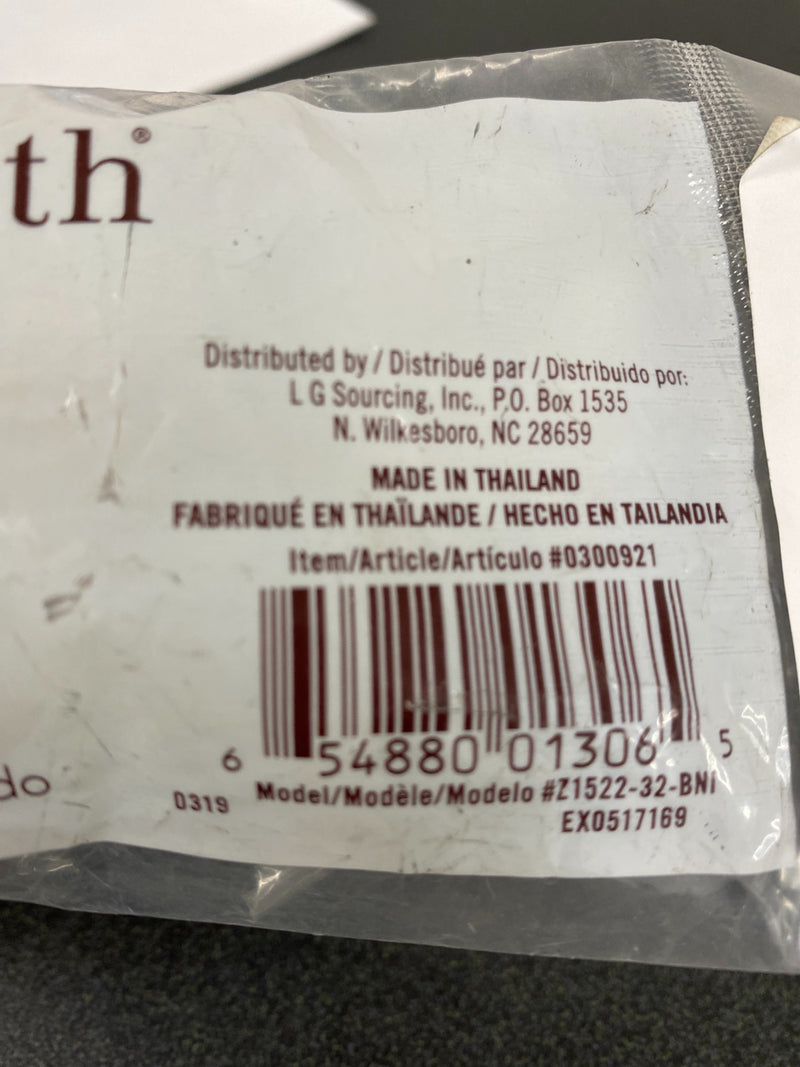 th®
Distributed by / Distribué par / Distribuido por:
L G Sourcing, Inc., P.O. Box 1535
N. Wilkesboro, NC 28659
MADE IN THAILAND
FABRIQUÉ EN THAÏLANDE / HECHO EN TAILANDIA
Item/Article/Artículo #0300921
6 54880 01306 5
do
0319 Model/Modèle/Modelo #Z1522-32-BNI
EX0517169